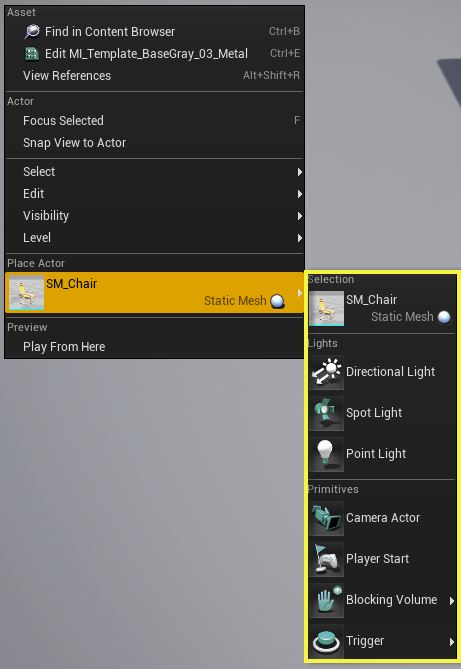 Asset
Find in Content Browser Ctrl+B
Edit MI_Template_BaseGray_03_Metal Ctrl+E
View References Alt+Shift+R
Actor
Focus Selected F
Snap View to Actor
Select
Edit
Visibility
Level
Place Actor
SM_Chair
Static Mesh
Preview
Play From Here
Selection
SM_Chair
Static Mesh
Lights
Directional Light
Spot Light
Point Light
Primitives
Camera Actor
Player Start
Blocking Volume
Trigger